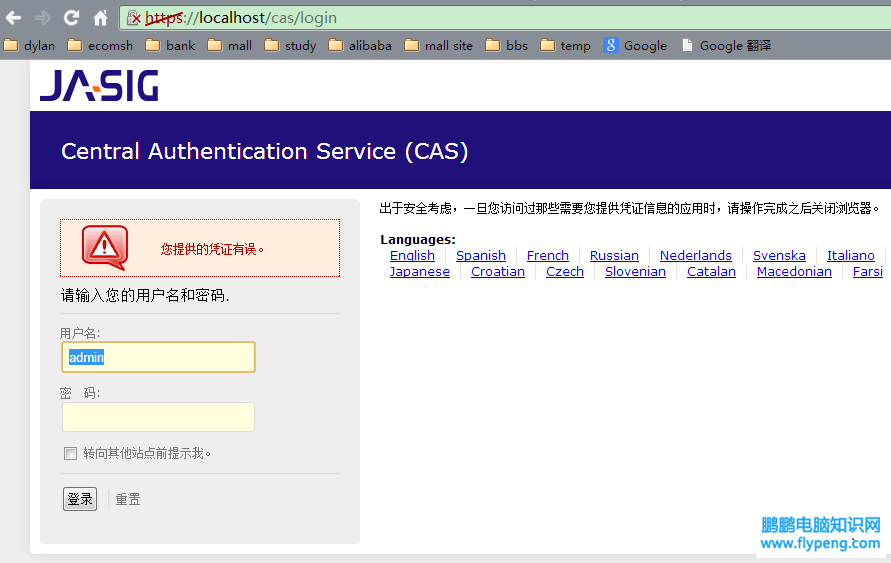 https://localhost/cas/login
dylan ecomsh bank mall study alibaba mall site bbs temp Google Google 翻译
JA-SIG
Central Authentication Service (CAS)
您提供的凭证有误。
请输入您的用户名和密码.
用户名:
admin
密 码:
转向其他站点前提示我。
登录 重置
出于安全考虑，一旦您访问过那些需要您提供凭证信息的应用时，请操作完成之后关闭浏览器。
Languages:
English Spanish French Russian Nederlands Svenska Italiano
Japanese Croatian Czech Slovenian Catalan Macedonian Farsi
鹏鹏电脑知识网
www.flypeng.com